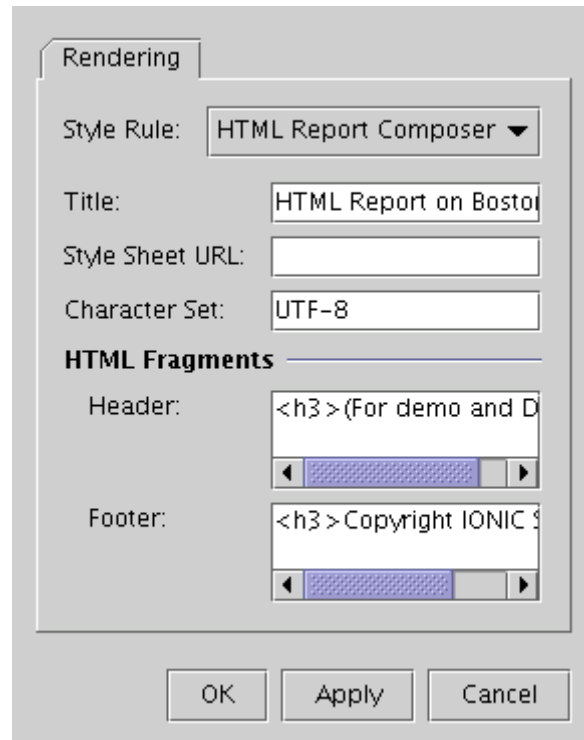 Rendering
Style Rule: HTML Report Composer
Title: HTML Report on Bosto
Style Sheet URL:
Character Set: UTF-8
HTML Fragments
Header: <h3>(For demo and D
Footer: <h3>Copyright IONIC S
OK Apply Cancel